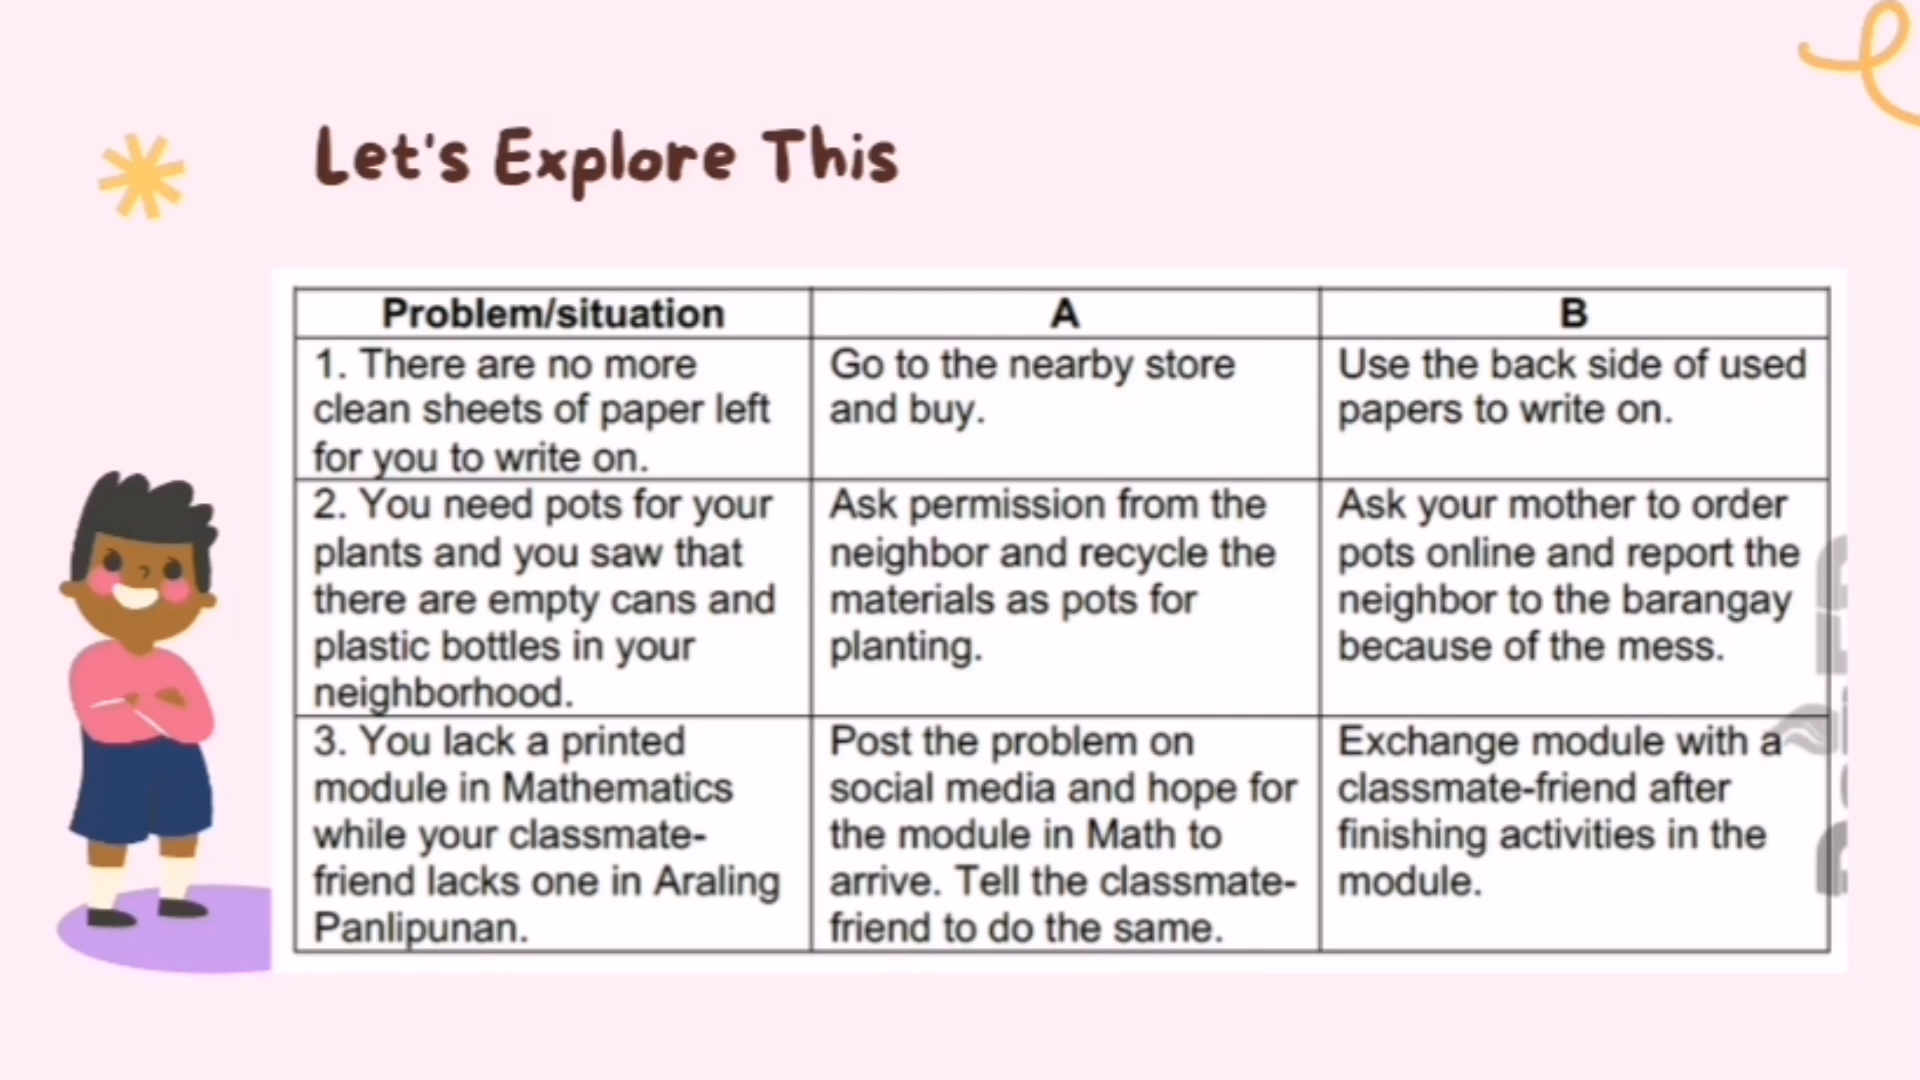 Let's Explore This
Problem/situation
A
B
1. There are no more
clean sheets of paper left
for you to write on.
Go to the nearby store
and buy.
Use the back side of used
papers to write on.
2. You need pots for your
plants and you saw that
there are empty cans and
plastic bottles in your
neighborhood.
Ask permission from the
neighbor and recycle the
materials as pots for
planting.
Ask your mother to order
pots online and report the
neighbor to the barangay
because of the mess.
3. You lack a printed
module in Mathematics
while your classmate-
friend lacks one in Araling
Panlipunan.
Post the problem on
social media and hope for
the module in Math to
arrive. Tell the classmate-
friend to do the same.
Exchange module with a
classmate-friend after
finishing activities in the
module.